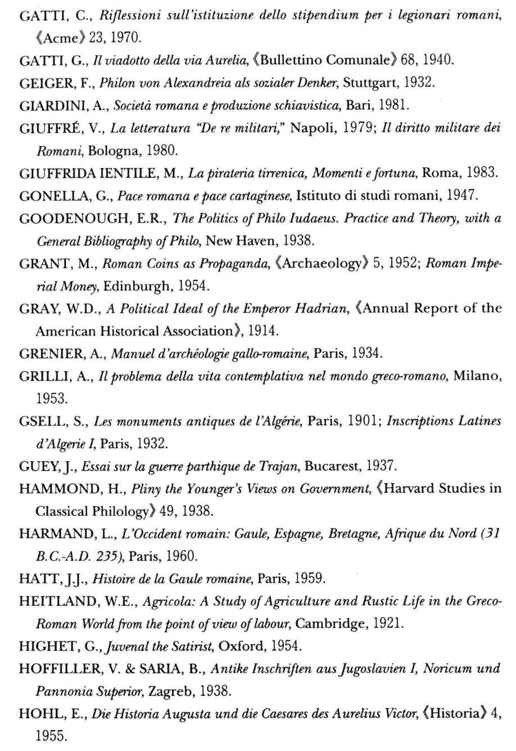 GATTI, C., Riflessioni sull'istituzione dello stipendium per i legionari romani,
《Acme》 23, 1970.
GATTI, G., Il viadotto della via Aurelia, 《Bullettino Comunale》 68, 1940.
GEIGER, F., Philon von Alexandreia als sozialer Denker, Stuttgart, 1932.
GIARDINI, A., Società romana e produzione schiavistica, Bari, 1981.
GIUFFRÉ, V., La letteratura “De re militari,” Napoli, 1979; Il diritto militare dei
Romani, Bologna, 1980.
GIUFFRIDA IENTILE, M., La pirateria tirrenica, Momenti e fortuna, Roma, 1983.
GONELLA, G., Pace romana e pace cartaginese, Istituto di studi romani, 1947.
GOODENOUGH, E.R., The Politics of Philo Iudaeus. Practice and Theory, with a
General Bibliography of Philo, New Haven, 1938.
GRANT, M., Roman Coins as Propaganda, 《Archaeology》 5, 1952; Roman Impe-
rial Money, Edinburgh, 1954.
GRAY, W.D., A Political Ideal of the Emperor Hadrian, 《Annual Report of the
American Historical Association》, 1914.
GRENIER, A., Manuel d'archéologie gallo-romaine, Paris, 1934.
GRILLI, A., Il problema della vita contemplativa nel mondo greco-romano, Milano,
1953.
GSELL, S., Les monuments antiques de l'Algérie, Paris, 1901; Inscriptions Latines
d'Algerie I, Paris, 1932.
GUEY, J., Essai sur la guerre parthique de Trajan, Bucarest, 1937.
HAMMOND, H., Pliny the Younger's Views on Government, 《Harvard Studies in
Classical Philology》 49, 1938.
HARMAND, L., L'Occident romain: Gaule, Espagne, Bretagne, Afrique du Nord (31
B.C.-A.D. 235), Paris, 1960.
HATT, J.J., Histoire de la Gaule romaine, Paris, 1959.
HEITLAND, W.E., Agricola: A Study of Agriculture and Rustic Life in the Greco-
Roman World from the point of view of labour, Cambridge, 1921.
HIGHET, G., Juvenal the Satirist, Oxford, 1954.
HOFFILLER, V. & SARIA, B., Antike Inschriften aus Jugoslavien I, Noricum und
Pannonia Superior, Zagreb, 1938.
HOHL, E., Die Historia Augusta und die Caesares des Aurelius Victor, 《Historia》 4,
1955.